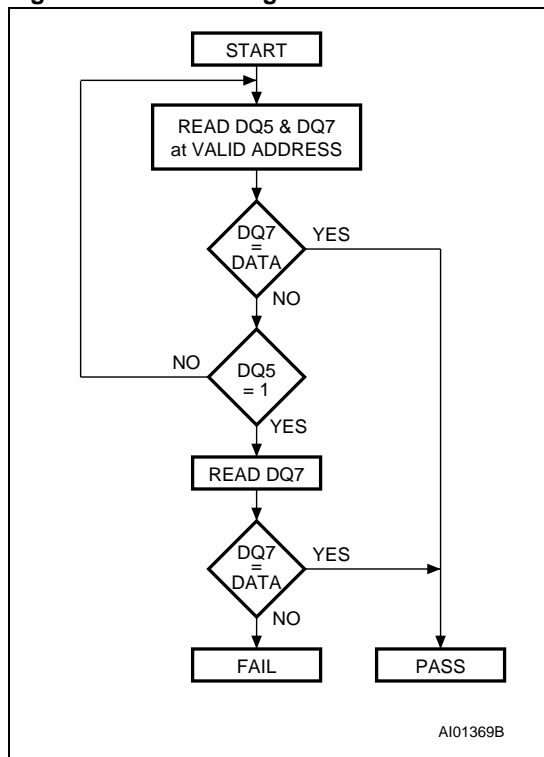 START
READ DQ5 & DQ7
at VALID ADDRESS
DQ7
=
DATA
YES
NO
NO
DQ5
= 1
YES
READ DQ7
DQ7
=
DATA
YES
NO
FAIL
PASS
AI01369B